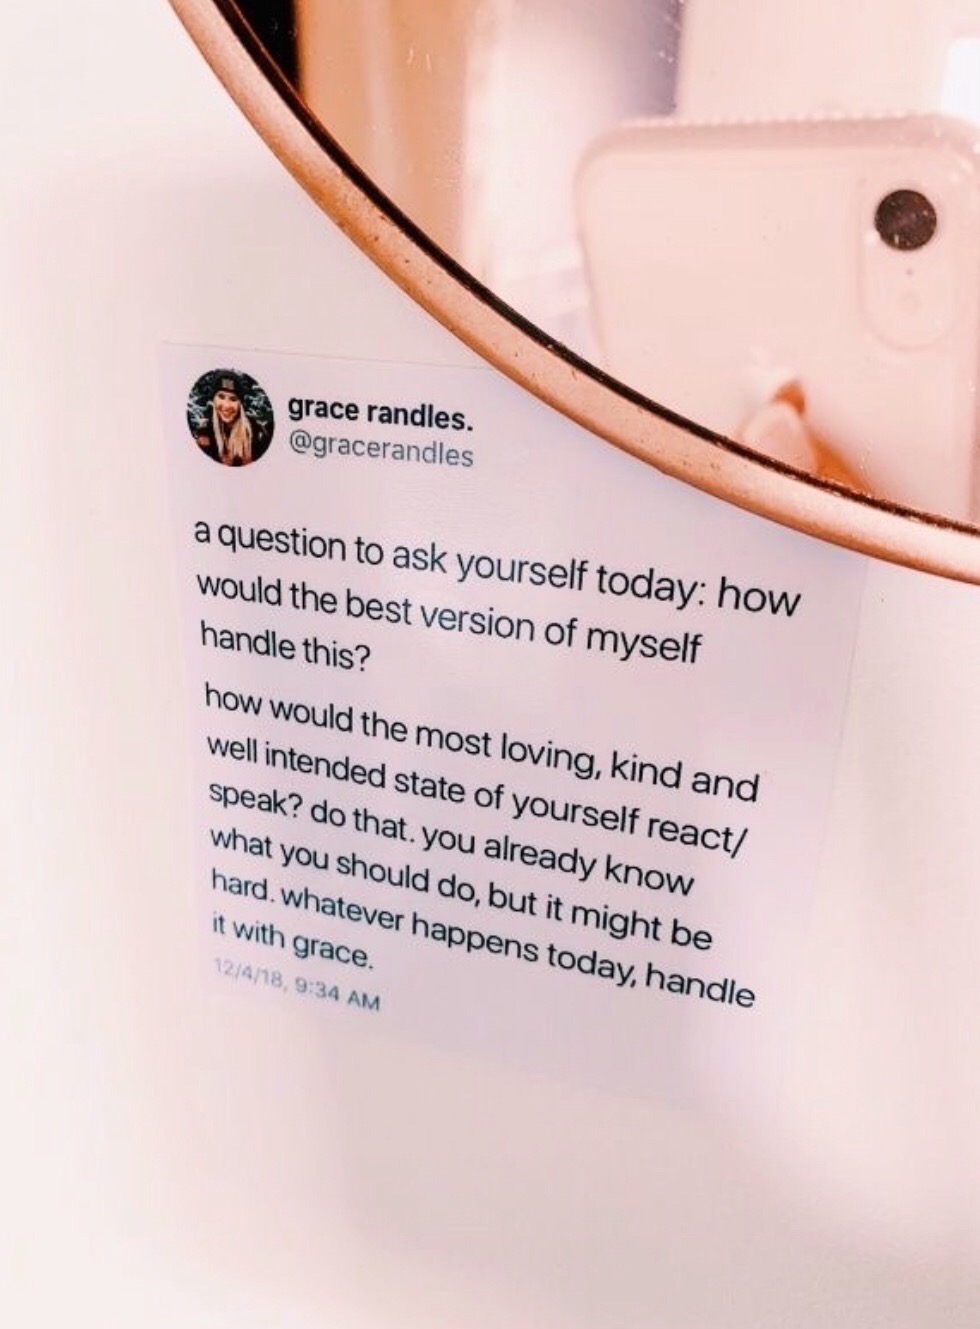 grace randles.
@gracerandles
a question to ask yourself today: how
would the best version of myself
handle this?
how would the most loving, kind and
well intended state of yourself react/
speak? do that. you already know
what you should do, but it might be
hard. whatever happens today, handle
it with grace.
12/4/18, 9:34 AM